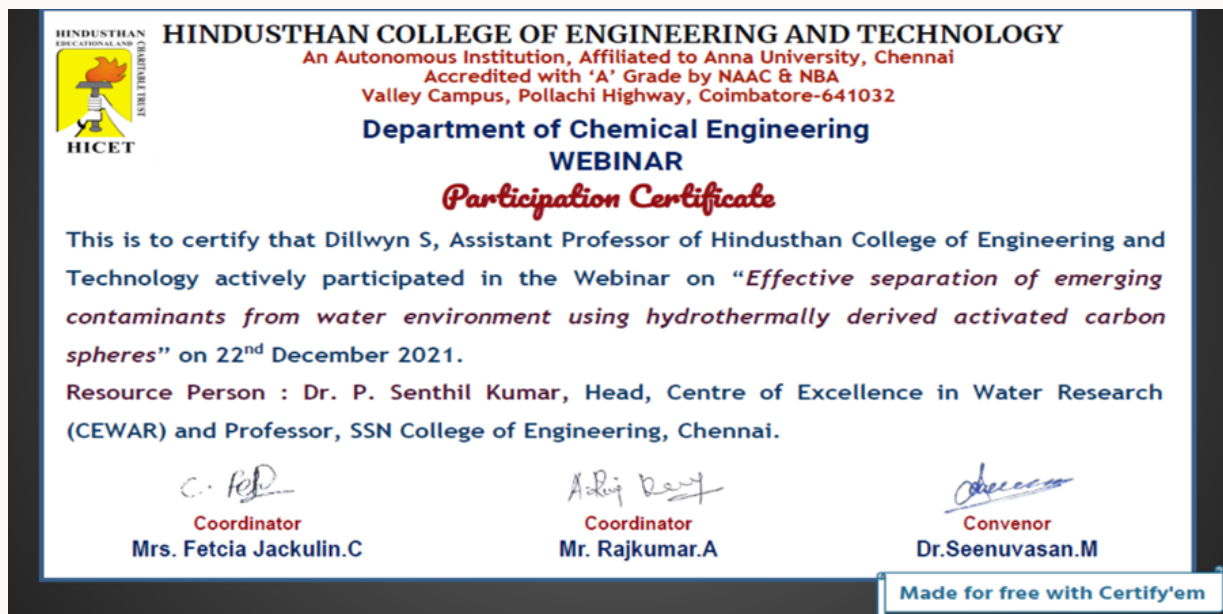 HINDUSTHAN
EDUCATIONAL AND
CHARITABLE TRUST
HICET
HINDUSTHAN COLLEGE OF ENGINEERING AND TECHNOLOGY
An Autonomous Institution, Affiliated to Anna University, Chennai
Accredited with ‘A’ Grade by NAAC & NBA
Valley Campus, Pollachi Highway, Coimbatore-641032
Department of Chemical Engineering
WEBINAR
Participation Certificate
This is to certify that Dillwyn S, Assistant Professor of Hindusthan College of Engineering and
Technology actively participated in the Webinar on “Effective separation of emerging
contaminants from water environment using hydrothermally derived activated carbon
spheres” on 22nd December 2021.
Resource Person : Dr. P. Senthil Kumar, Head, Centre of Excellence in Water Research
(CEWAR) and Professor, SSN College of Engineering, Chennai.
Coordinator
Mrs. Fetcia Jackulin.C
Coordinator
Mr. Rajkumar.A
Convenor
Dr.Seenuvasan.M
Made for free with Certify'em